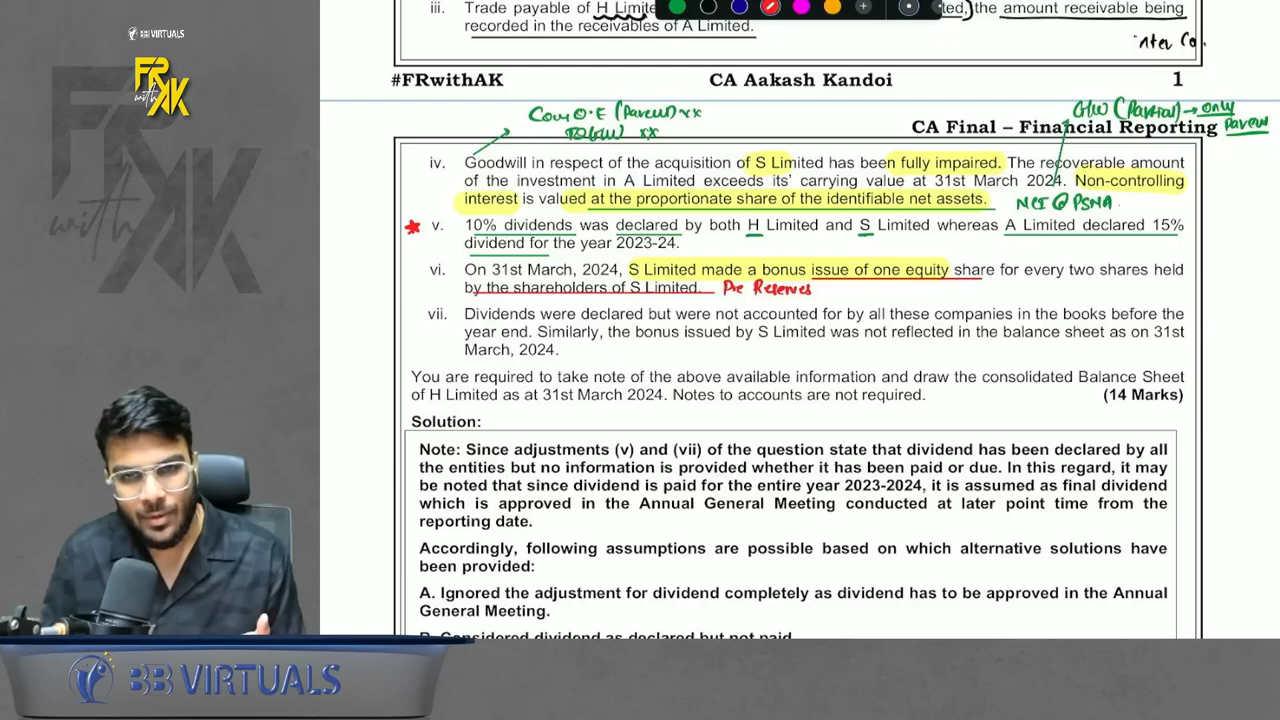 iii. Trade payable of H Limite ted,) the amount receivable being
recorded in the receivables of A Limited.
inter Co.
#FRwithAK CA Aakash Kandoi 1
BB VIRTUALS
FR
with
AK
Com O.E (Parent) xx
GW (Partial) → only
Parent
CA Final – Financial Reporting
iv. Goodwill in respect of the acquisition of S Limited has been fully impaired. The recoverable amount
of the investment in A Limited exceeds its' carrying value at 31st March 2024. Non-controlling
interest is valued at the proportionate share of the identifiable net assets. NCI @ PSNA
v. 10% dividends was declared by both H Limited and S Limited whereas A Limited declared 15%
dividend for the year 2023-24.
vi. On 31st March, 2024, S Limited made a bonus issue of one equity share for every two shares held
by the shareholders of S Limited. Pre Reserves
vii. Dividends were declared but were not accounted for by all these companies in the books before the
year end. Similarly, the bonus issued by S Limited was not reflected in the balance sheet as on 31st
March, 2024.
You are required to take note of the above available information and draw the consolidated Balance Sheet
of H Limited as at 31st March 2024. Notes to accounts are not required. (14 Marks)
Solution:
Note: Since adjustments (v) and (vii) of the question state that dividend has been declared by all
the entities but no information is provided whether it has been paid or due. In this regard, it may
be noted that since dividend is paid for the entire year 2023-2024, it is assumed as final dividend
which is approved in the Annual General Meeting conducted at later point time from the
reporting date.
Accordingly, following assumptions are possible based on which alternative solutions have
been provided:
A. Ignored the adjustment for dividend completely as dividend has to be approved in the Annual
General Meeting.
B. Considered dividend as declared but not paid
BB VIRTUALS